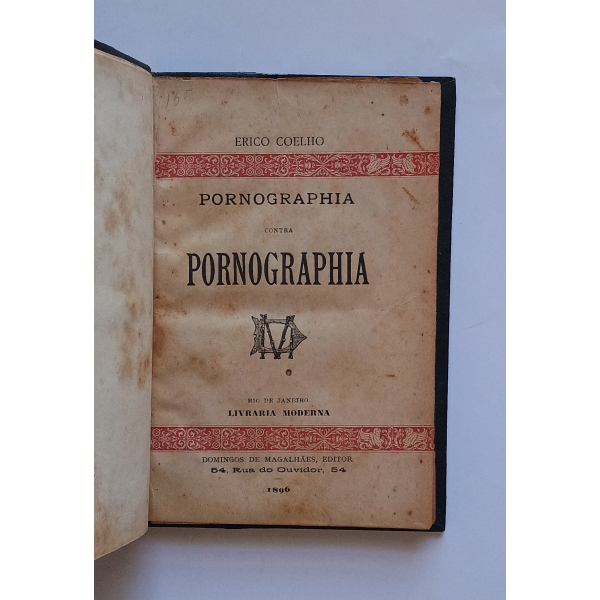 135
ERICO COELHO
PORNOGRAPHIA
CONTRA
PORNOGRAPHIA
RIO DE JANEIRO
LIVRARIA MODERNA
DOMINGOS DE MAGALHÃES, EDITOR
54, Rua do Ouvidor, 54
1896